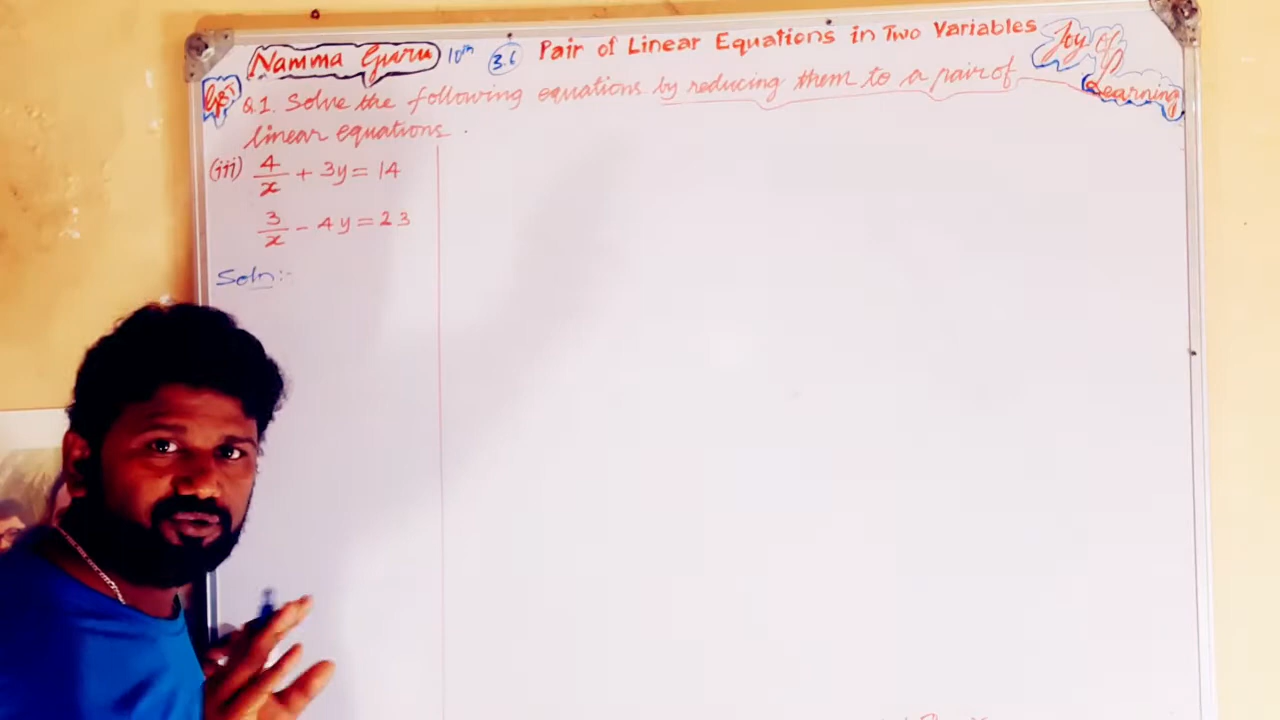 Namma Guru 10th 3.6 Pair of Linear Equations in Two Variables Joy of Learning
Q.1. Solve the following equations by reducing them to a pair of
linear equations.
(iii) 4/x + 3y = 14
3/x - 4y = 23
Soln:-